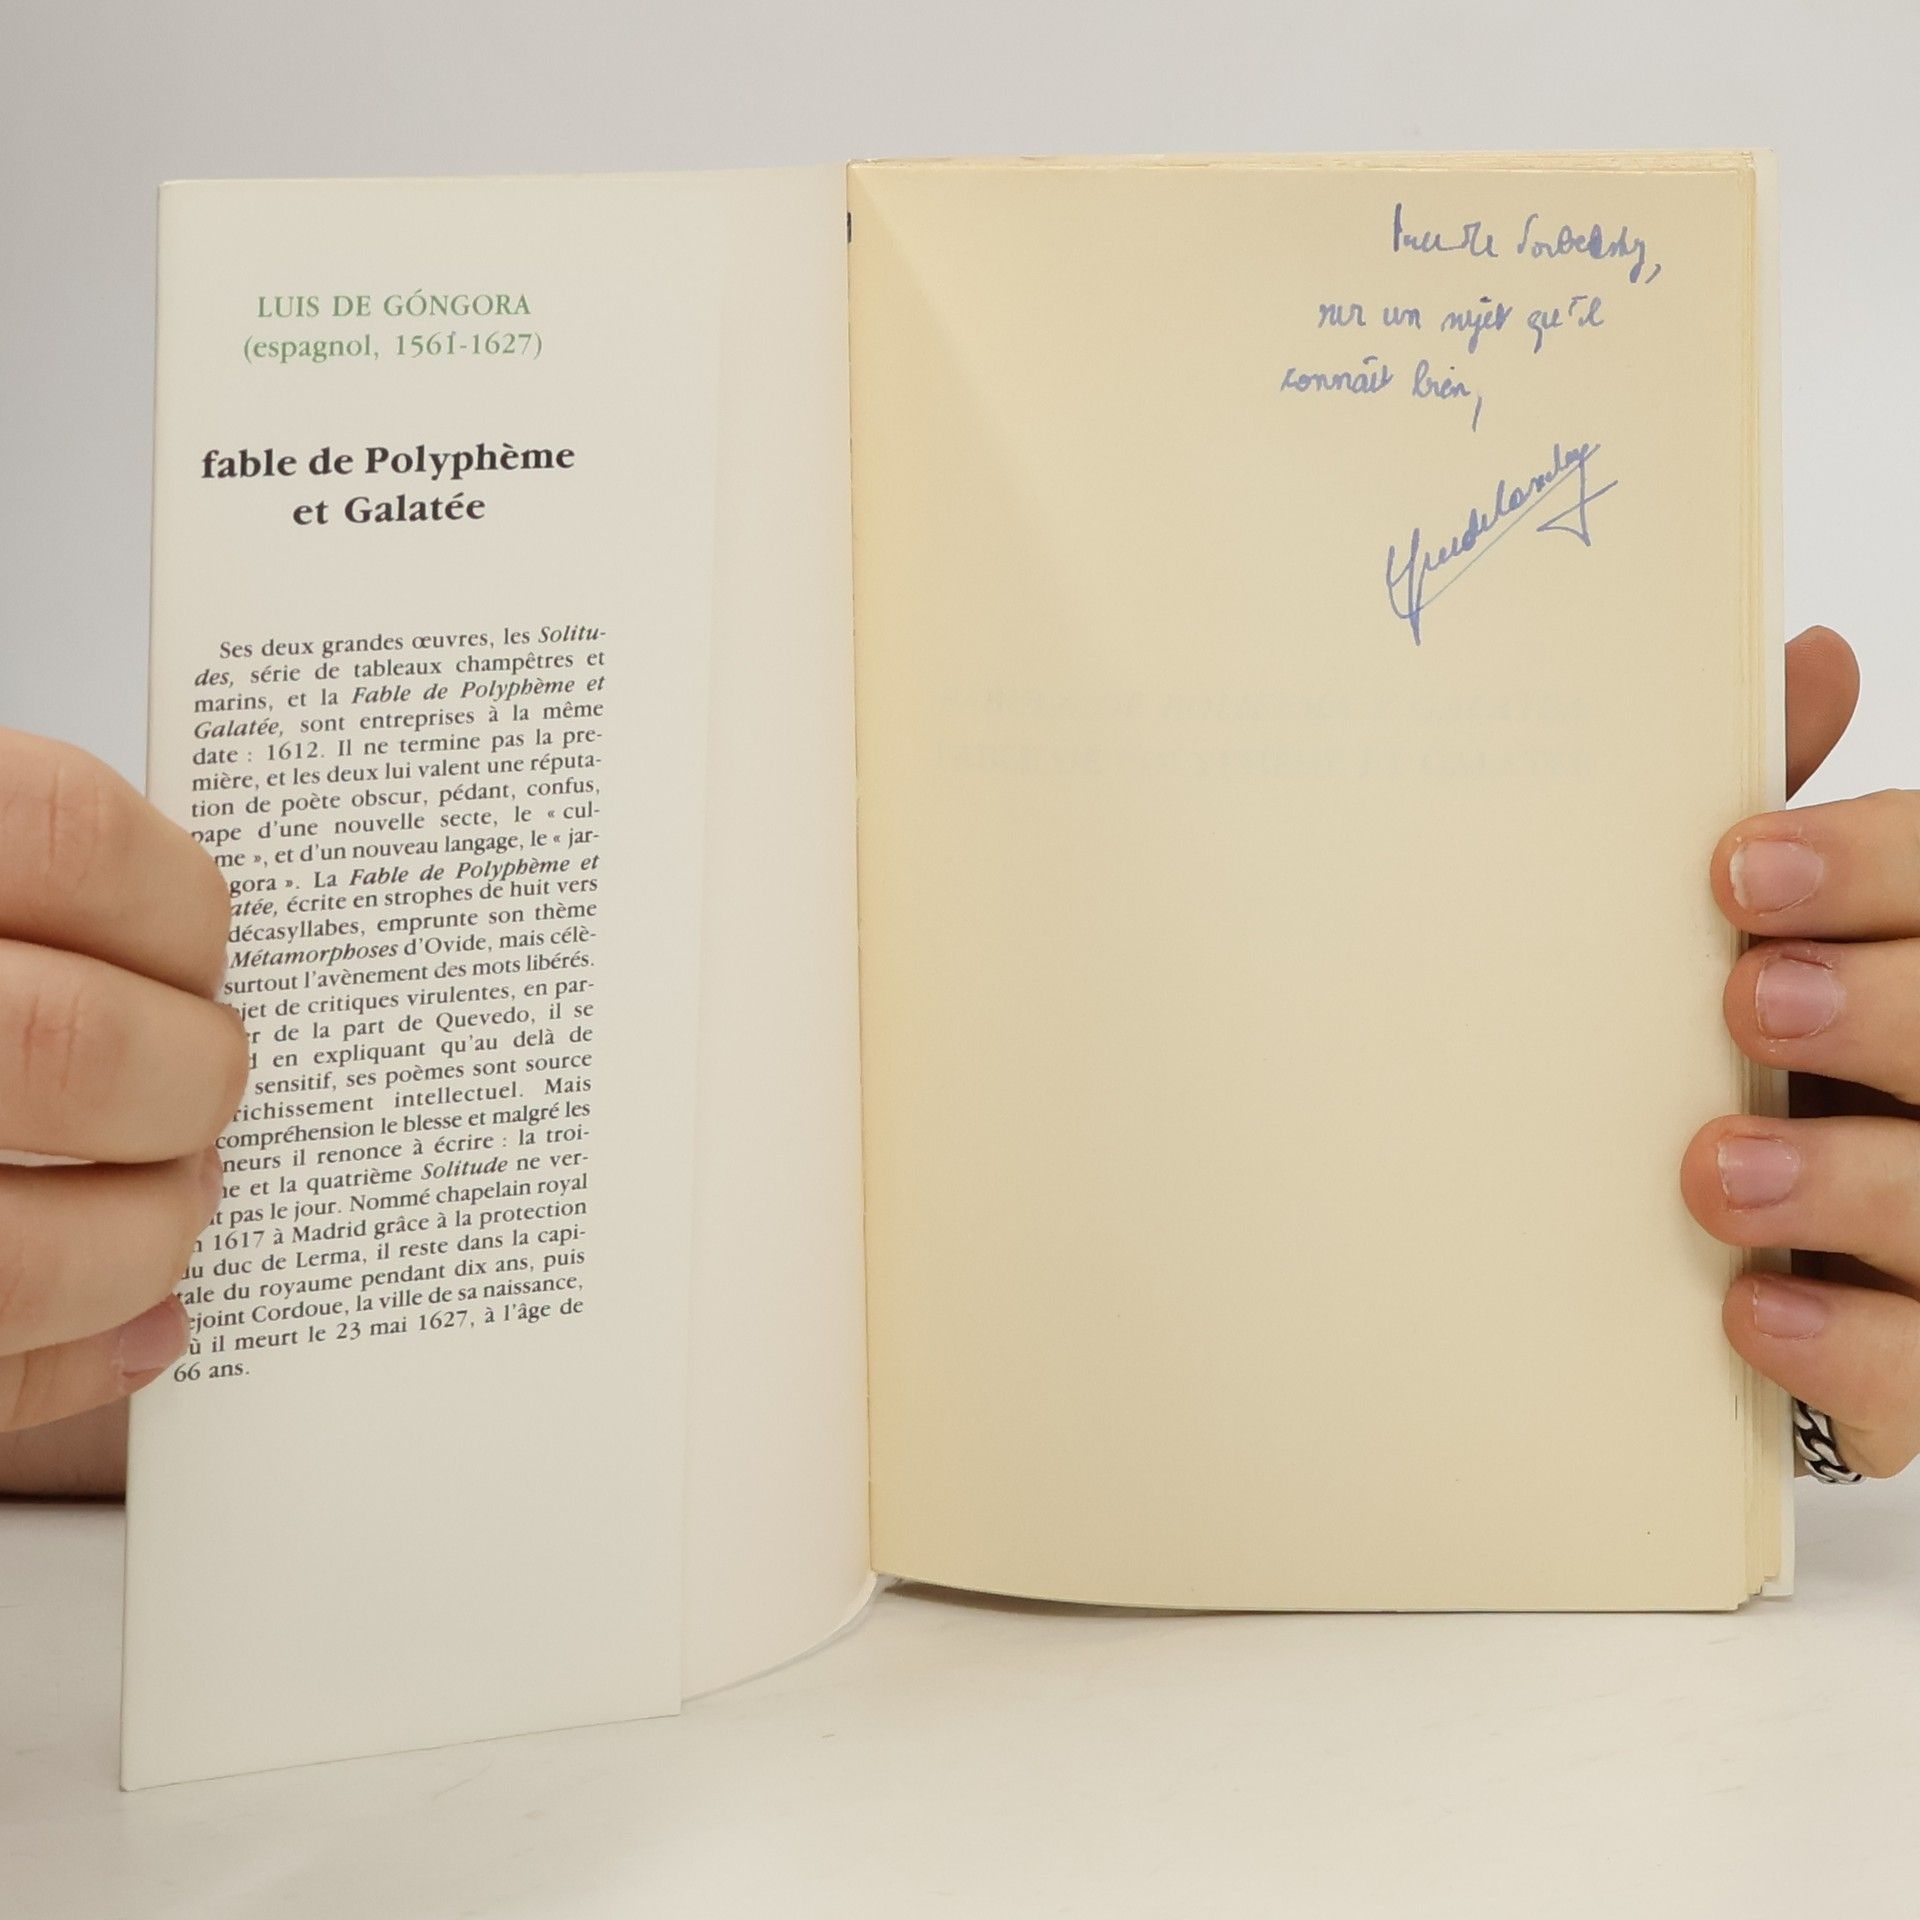 LUIS DE GÓNGORA
(espagnol, 1561-1627)
fable de Polyphème
et Galatée
Ses deux grandes œuvres, les Solitu-
des, série de tableaux champêtres et
marins, et la Fable de Polyphème et
Galatée, sont entreprises à la même
date : 1612. Il ne termine pas la pre-
mière, et les deux lui valent une réputa-
tion de poète obscur, pédant, confus,
pape d'une nouvelle secte, le « cul-
me », et d'un nouveau langage, le « jar-
gora ». La Fable de Polyphème et
atée, écrite en strophes de huit vers
décasyllabes, emprunte son thème
Métamorphoses d'Ovide, mais célè-
surtout l'avènement des mots libérés.
jet de critiques virulentes, en par-
er de la part de Quevedo, il se
d en expliquant qu'au delà de
sensitif, ses poèmes sont source
richissement intellectuel. Mais
compréhension le blesse et malgré les
neurs il renonce à écrire : la troi-
ne et la quatrième Solitude ne ver-
nt pas le jour. Nommé chapelain royal
n 1617 à Madrid grâce à la protection
du duc de Lerma, il reste dans la capi-
tale du royaume pendant dix ans, puis
ejoint Cordoue, la ville de sa naissance,
ù il meurt le 23 mai 1627, à l'âge de
66 ans.
sur un sujet qu'il
connaît bien,